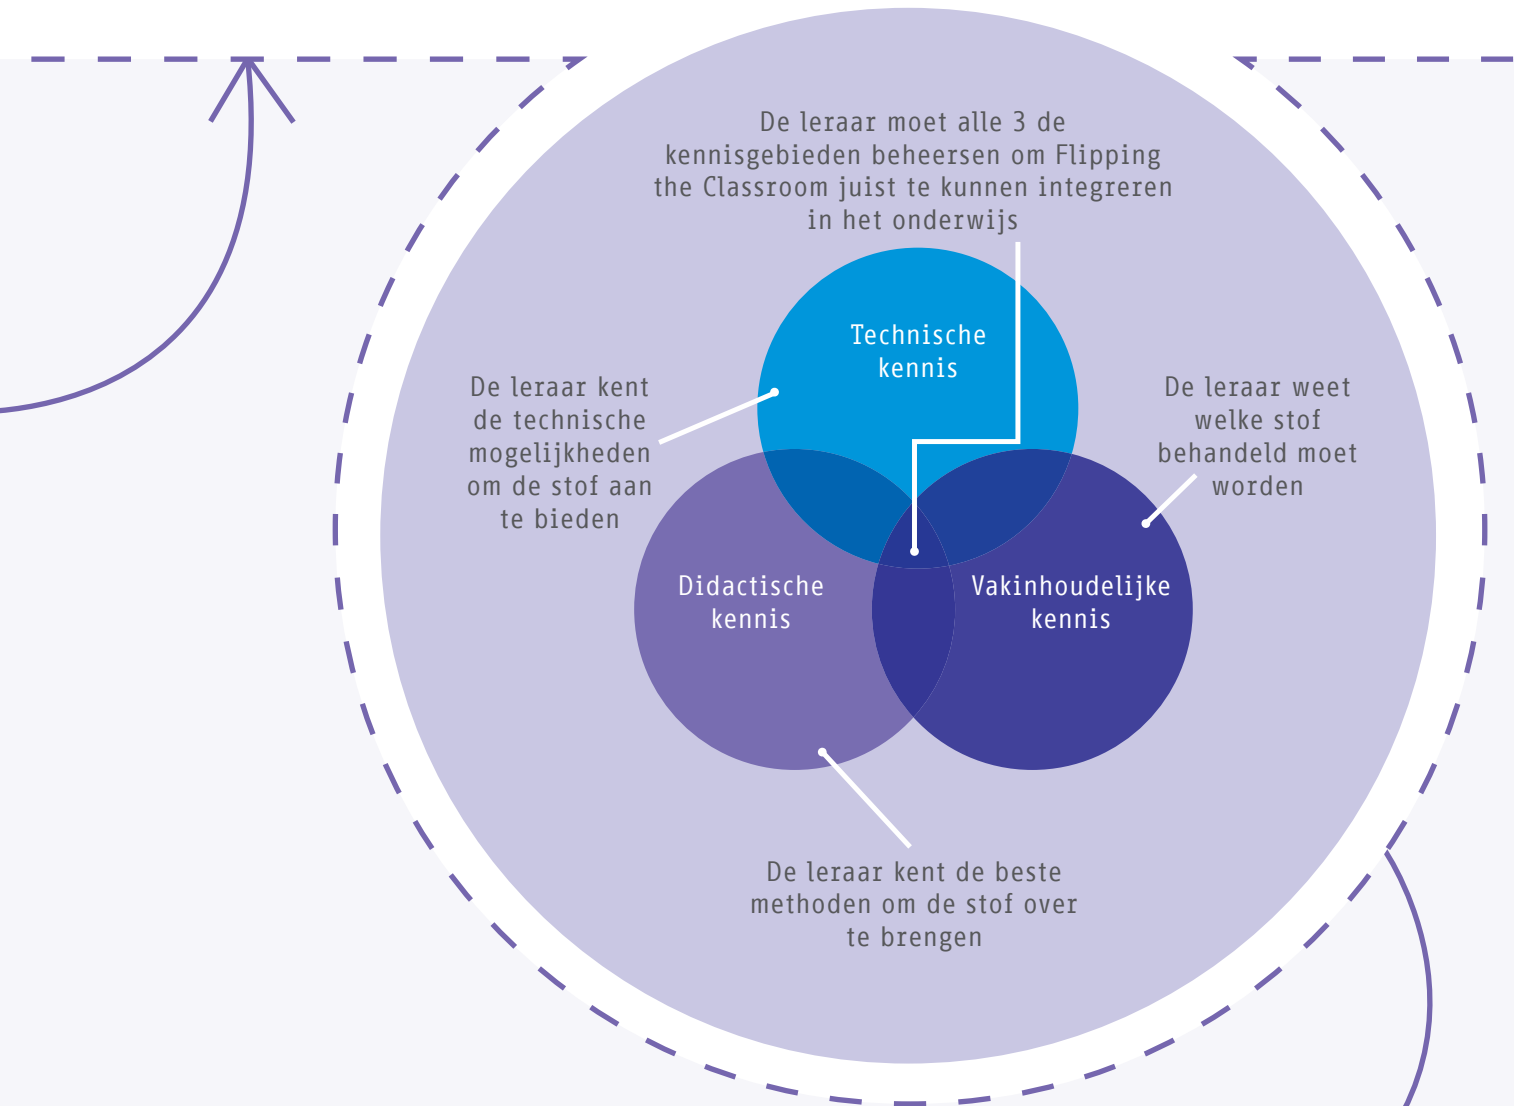 De leraar moet alle 3 de
kennisgebieden beheersen om Flipping
the Classroom juist te kunnen integreren
in het onderwijs
Technische
kennis
De leraar kent
de technische
mogelijkheden
om de stof aan
te bieden
De leraar weet
welke stof
behandeld moet
worden
Didactische
kennis
Vakinhoudelijke
kennis
De leraar kent de beste
methoden om de stof over
te brengen